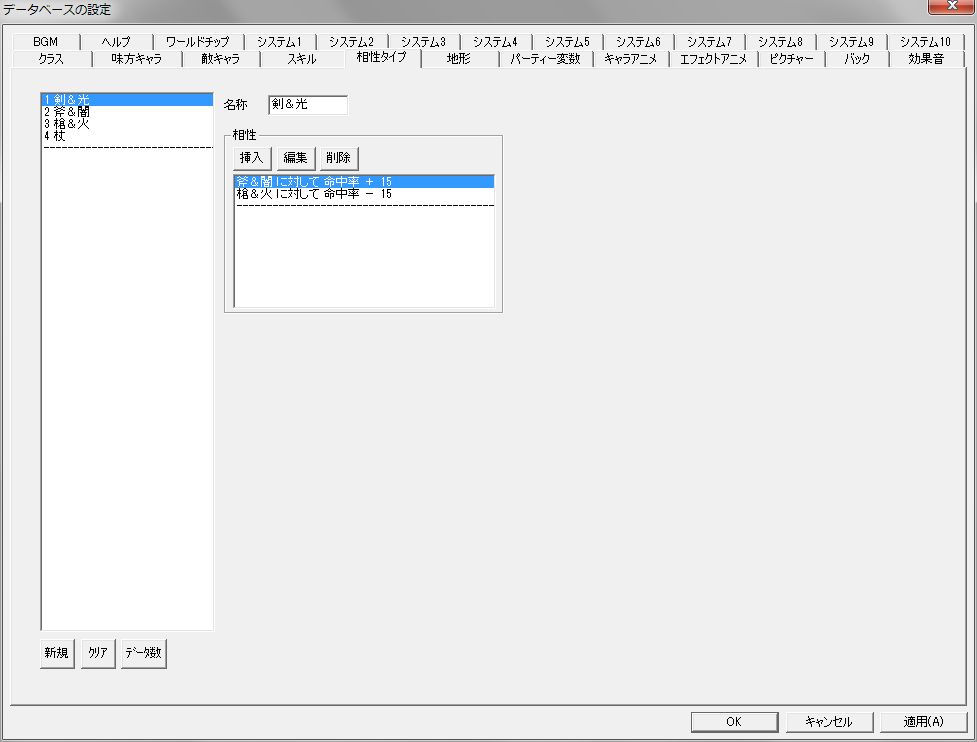 データベースの設定
BGM ヘルプ ワールドチップ システム1 システム2 システム3 システム4 システム5 システム6 システム7 システム8 システム9 システム10
クラス 味方キャラ 敵キャラ スキル 相性タイプ 地形 パーティー変数 キャラアニメ エフェクトアニメ ピクチャー バック 効果音
1 剣&光
2 斧&闇
3 槍&火
4 杖
名称 剣&光
相性
挿入 編集 削除
斧&闇 に対して 命中率 + 15
槍&火 に対して 命中率 - 15
新規 クリア データ数
OK キャンセル 適用(A)